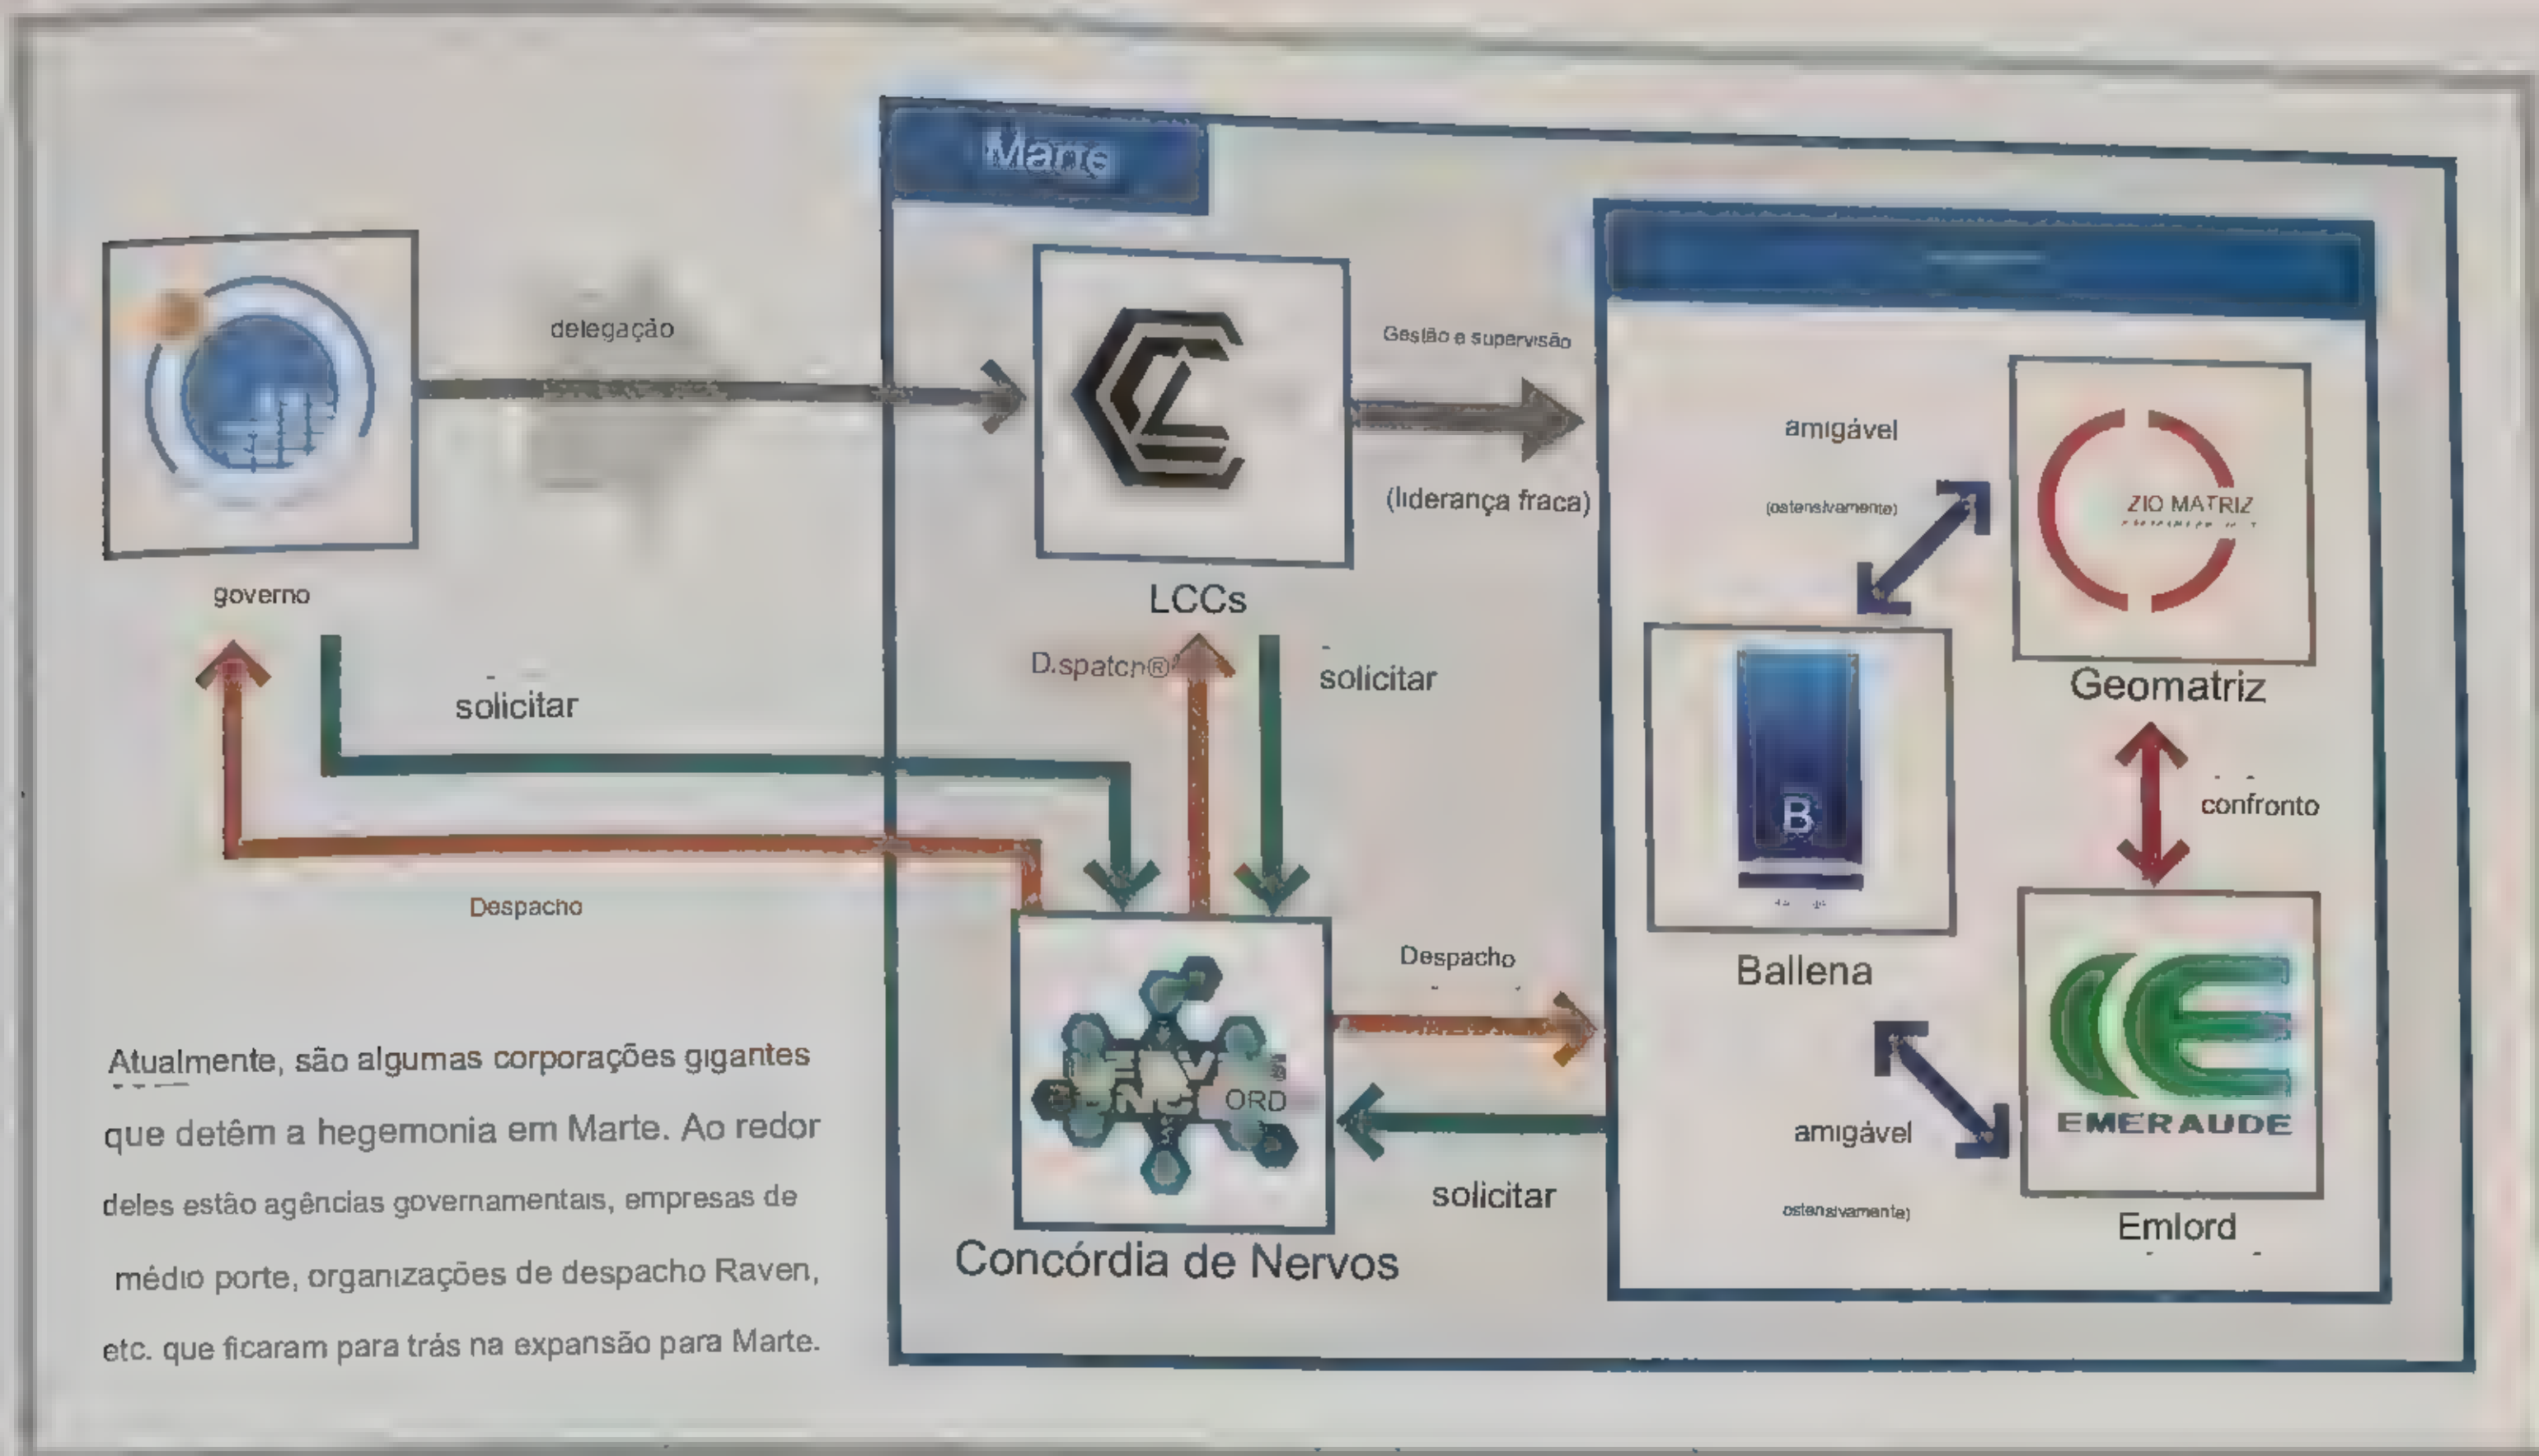 Marte
delegação
Gestão e supervisão
(liderança fraca)
amigável
(ostensivamente)
ZIO MATRIZ
governo
LCCs
Geomatriz
D.spatch®
solicitar
solicitar
B
confronto
Despacho
Despacho
Ballena
EMERAUDE
ORD
amigável
ostensivamente)
solicitar
Emlord
Concórdia de Nervos
Atualmente, são algumas corporações gigantes
que detêm a hegemonia em Marte. Ao redor
deles estão agências governamentais, empresas de
médio porte, organizações de despacho Raven,
etc. que ficaram para trás na expansão para Marte.